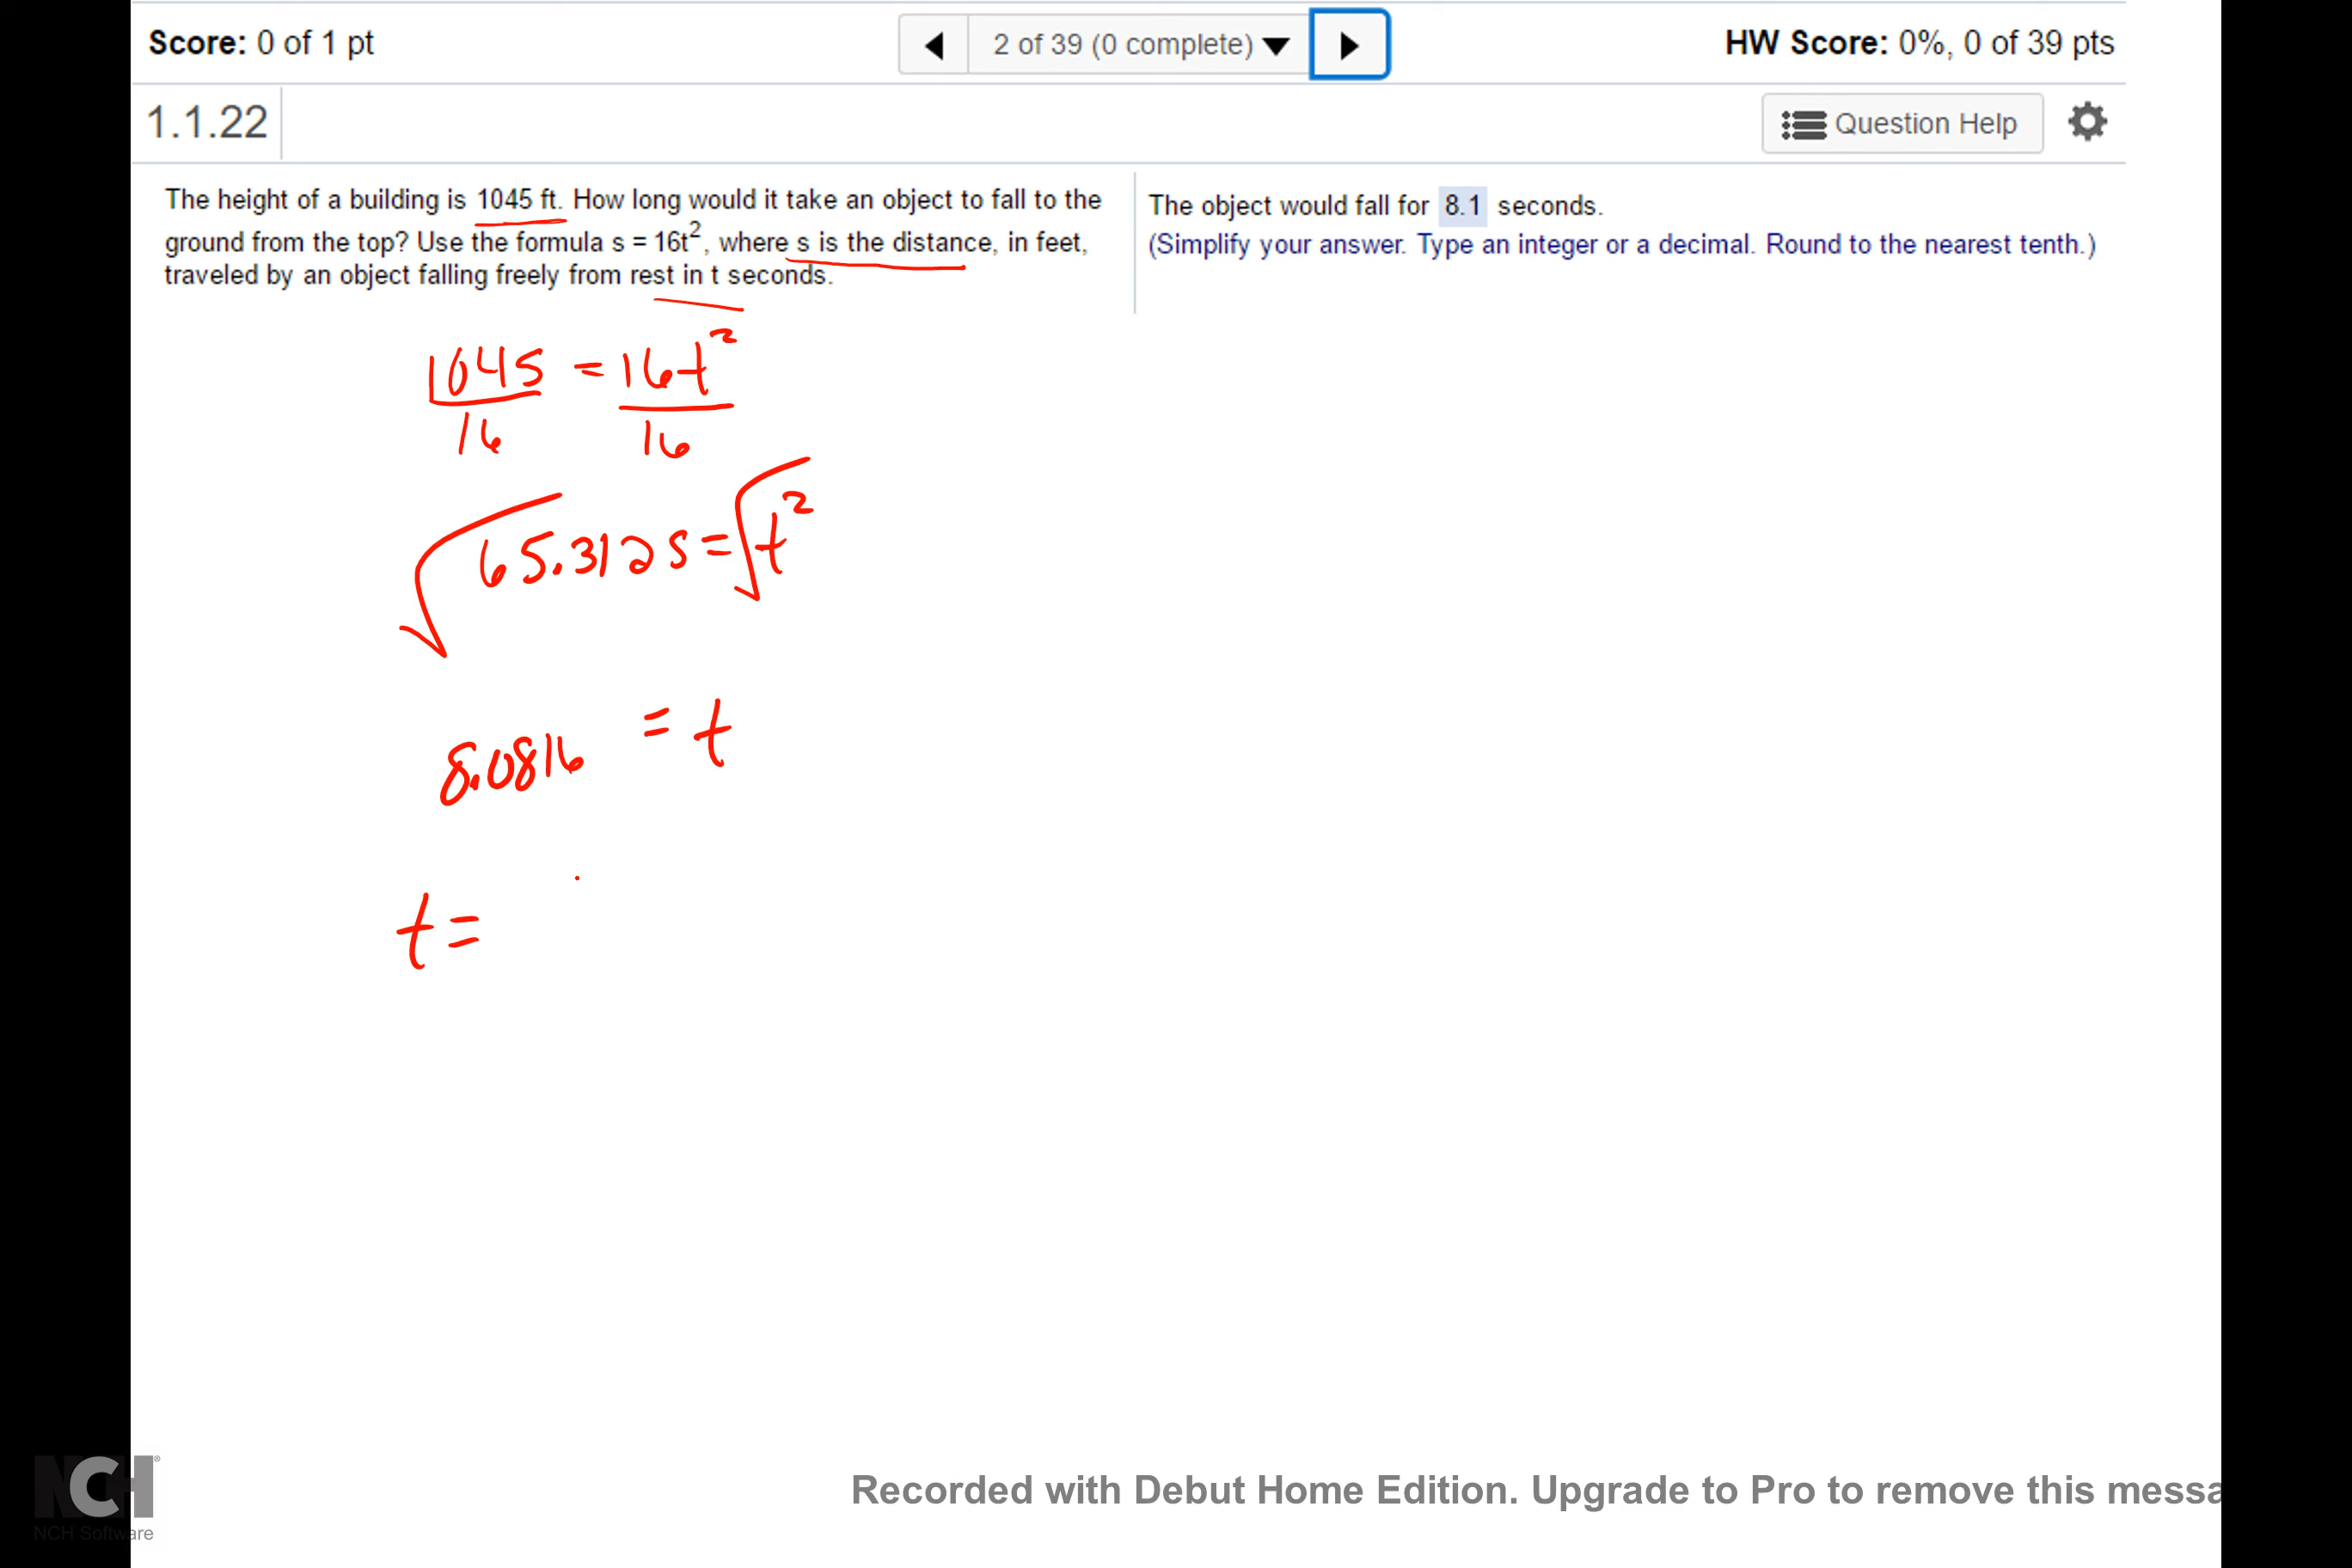 Score: 0 of 1 pt
2 of 39 (0 complete)
HW Score: 0%, 0 of 39 pts
1.1.22
Question Help
The height of a building is 1045 ft. How long would it take an object to fall to the
ground from the top? Use the formula s = 16t², where s is the distance, in feet,
traveled by an object falling freely from rest in t seconds.
The object would fall for 8.1 seconds.
(Simplify your answer. Type an integer or a decimal. Round to the nearest tenth.)
1045 = 16t²
16 16
√65.3125 = √t²
8.0816 = t
t =
NCH®
NCH Software
Recorded with Debut Home Edition. Upgrade to Pro to remove this messa